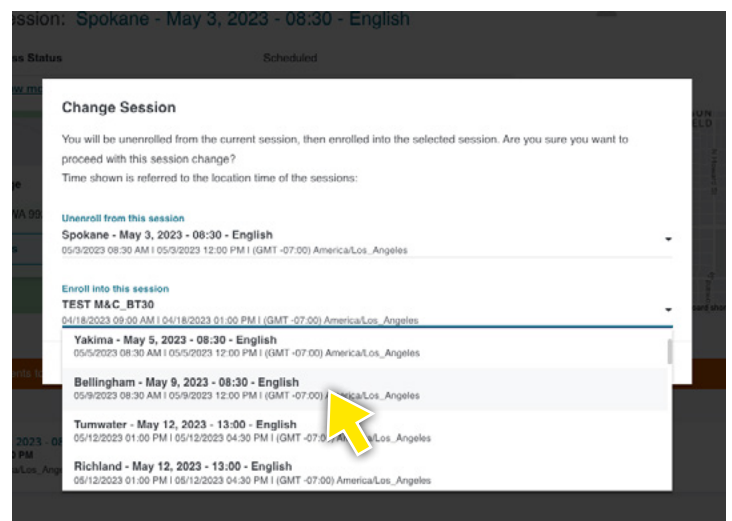 ession: Spokane - May 3, 2023 - 08:30 - English
ss Status Scheduled
Change Session
You will be unenrolled from the current session, then enrolled into the selected session. Are you sure you want to
proceed with this session change?
Time shown is referred to the location time of the sessions:
Unenroll from this session
Spokane - May 3, 2023 - 08:30 - English
05/3/2023 08:30 AM I 05/3/2023 12:00 PM I (GMT -07:00) America/Los_Angeles
Enroll into this session
TEST M&C_BT30
04/18/2023 09:00 AM I 04/18/2023 01:00 PM I (GMT -07:00) America/Los_Angeles
Yakima - May 5, 2023 - 08:30 - English
05/5/2023 08:30 AM I 05/5/2023 12:00 PM I (GMT -07:00) America/Los_Angeles
Bellingham - May 9, 2023 - 08:30 - English
05/9/2023 08:30 AM I 05/9/2023 12:00 PM I (GMT -07:00) America/Los_Angeles
Tumwater - May 12, 2023 - 13:00 - English
05/12/2023 01:00 PM I 05/12/2023 04:30 PM I (GMT -07:00) America/Los_Angeles
Richland - May 12, 2023 - 13:00 - English
05/12/2023 01:00 PM I 05/12/2023 04:30 PM I (GMT -07:00) America/Los_Angeles